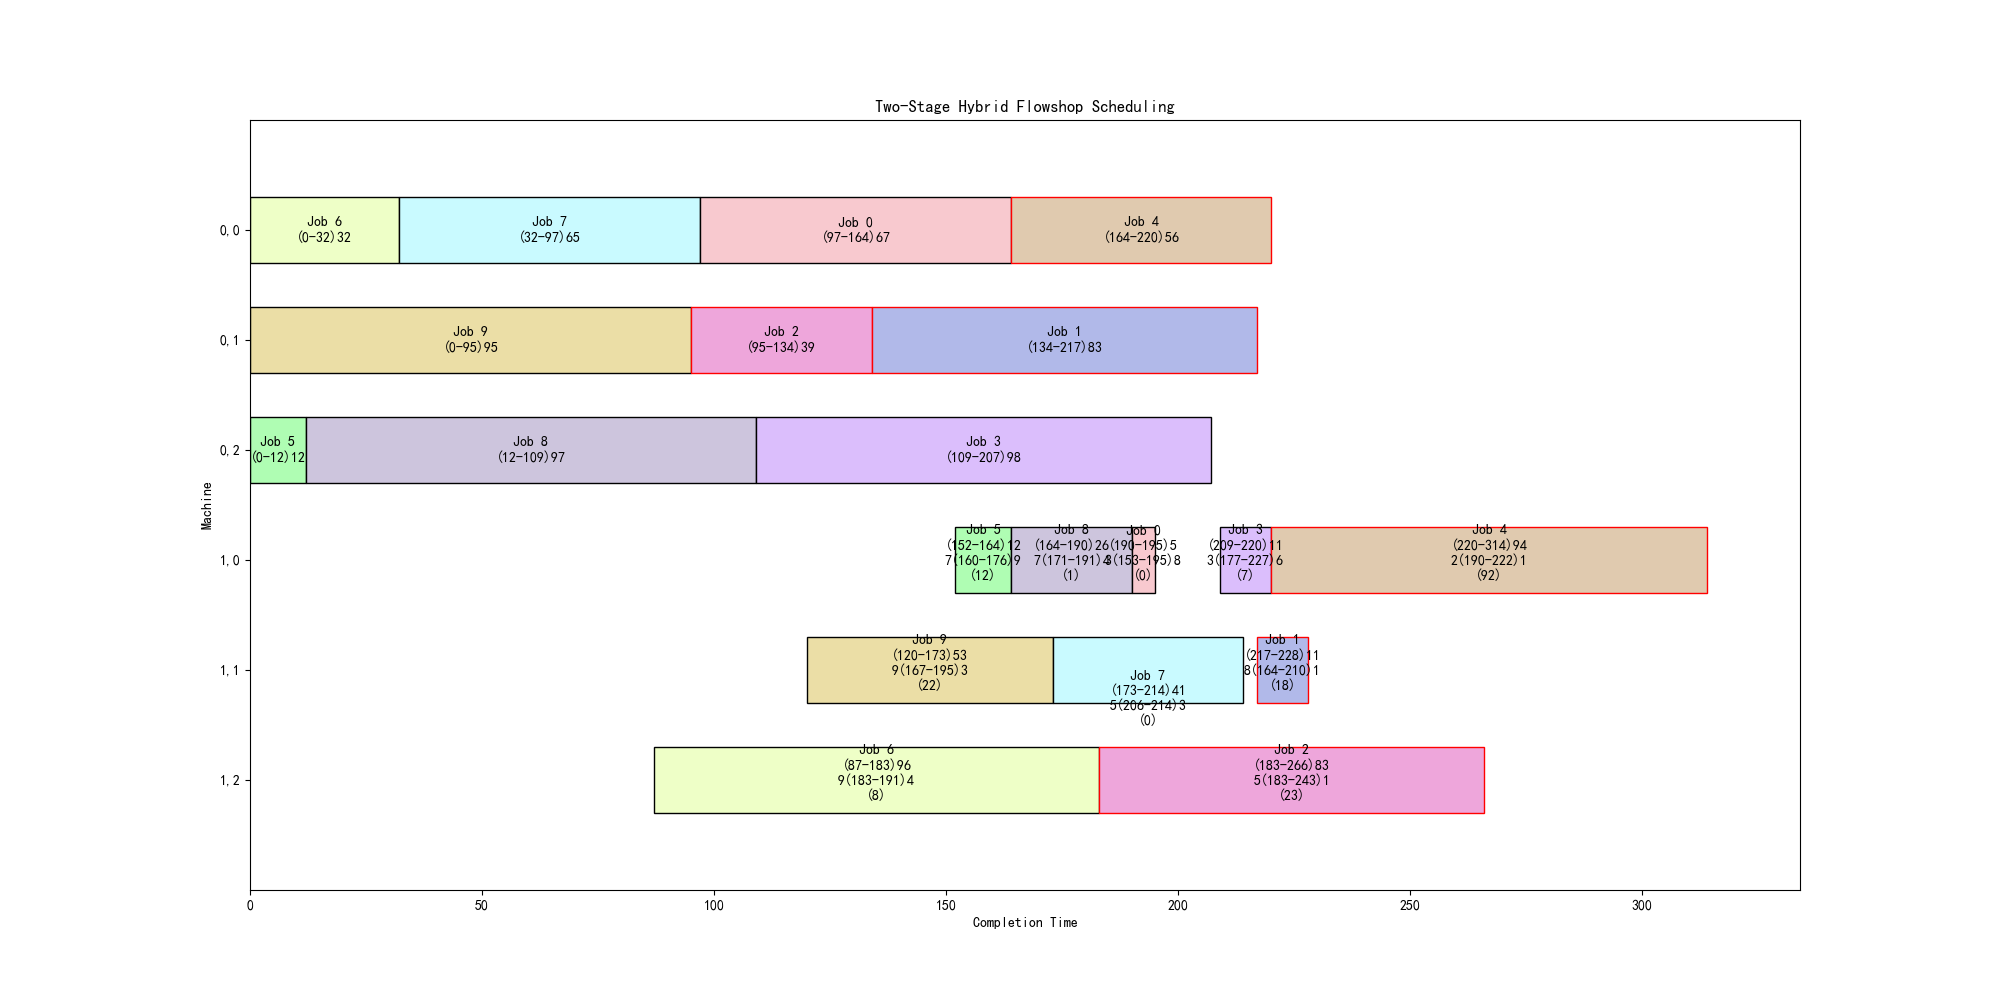 Two-Stage Hybrid Flowshop Scheduling
Machine
0,0
Job 6
(0-32)32
Job 7
(32-97)65
Job 0
(97-164)67
Job 4
(164-220)56
0,1
Job 9
(0-95)95
Job 2
(95-134)39
Job 1
(134-217)83
0,2
Job 5
(0-12)12
Job 8
(12-109)97
Job 3
(109-207)98
1,0
Job 5
(152-164)12
7(160-176)9
(12)
Job 8
(164-190)26
7(171-191)4
(1)
Job 0
(190-195)5
3(153-195)8
(0)
Job 3
(209-220)11
3(177-227)6
(7)
Job 4
(220-314)94
2(190-222)1
(92)
1,1
Job 9
(120-173)53
9(167-195)3
(22)
Job 7
(173-214)41
5(206-214)3
(0)
Job 1
(217-228)11
8(164-210)1
(18)
1,2
Job 6
(87-183)96
9(183-191)4
(8)
Job 2
(183-266)83
5(183-243)1
(23)
0
50
100
150
200
250
300
Completion Time